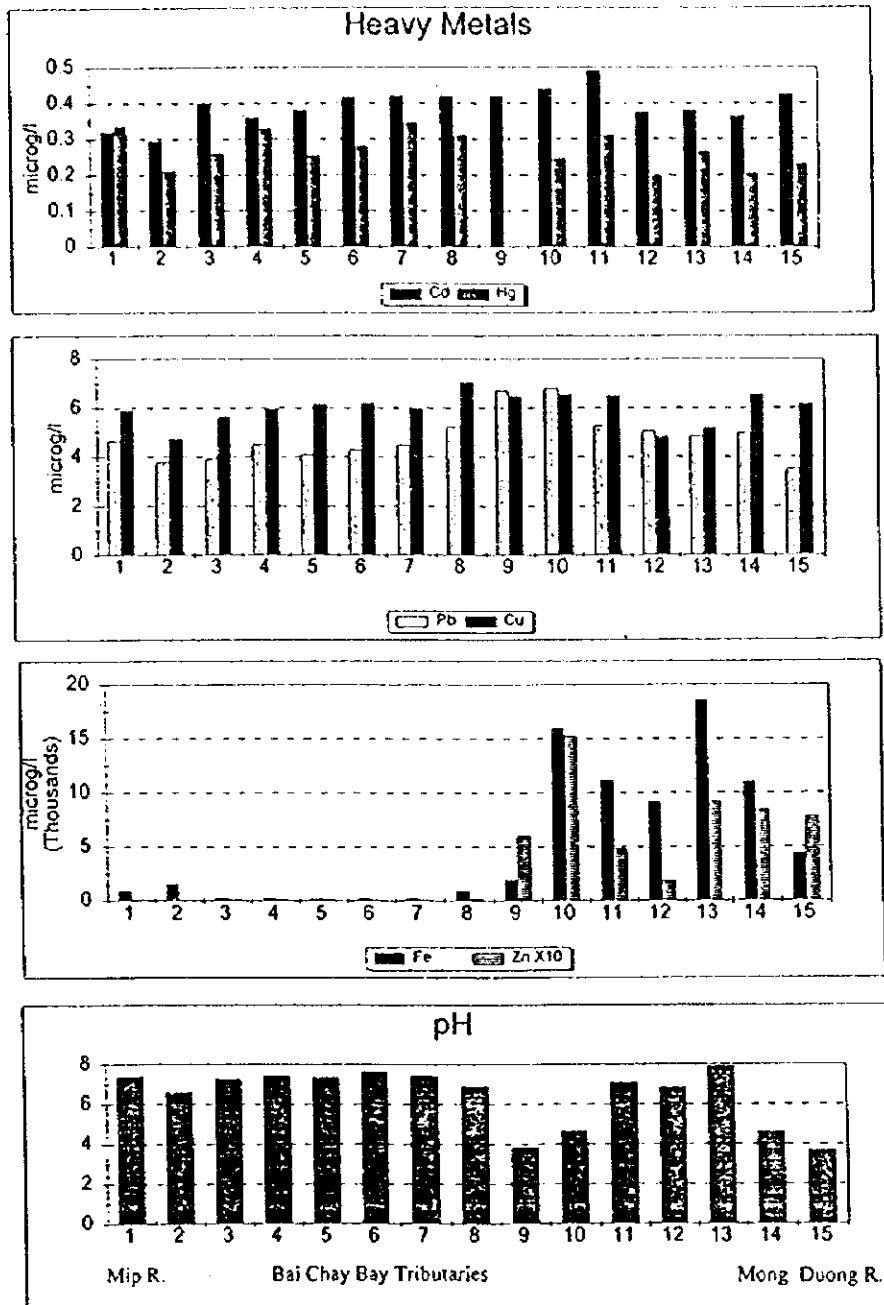 Heavy Metals
microg/l
0.5
0.4
0.3
0.2
0.1
0
1 2 3 4 5 6 7 8 9 10 11 12 13 14 15
Cd Hg
microg/l
8
6
4
2
0
1 2 3 4 5 6 7 8 9 10 11 12 13 14 15
Pb Cu
microg/l
(Thousands)
20
15
10
5
0
1 2 3 4 5 6 7 8 9 10 11 12 13 14 15
Fe Zn X10
pH
8
6
4
2
0
1 2 3 4 5 6 7 8 9 10 11 12 13 14 15
Mip R. Bai Chay Bay Tributaries Mong Duong R.